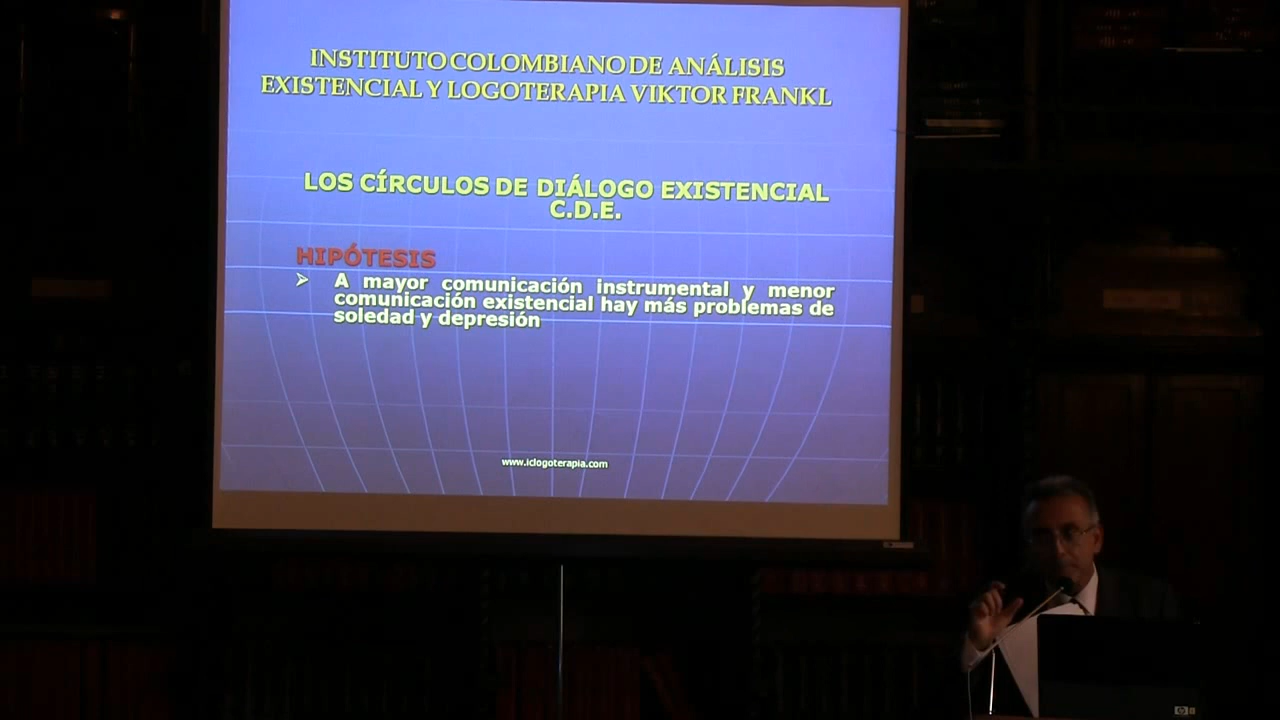 INSTITUTO COLOMBIANO DE ANÁLISIS
EXISTENCIAL Y LOGOTERAPIA VIKTOR FRANKL
LOS CÍRCULOS DE DIÁLOGO EXISTENCIAL
C.D.E.
HIPÓTESIS
A mayor comunicación instrumental y menor
comunicación existencial hay más problemas de
soledad y depresión
www.iclogoterapia.com
hp